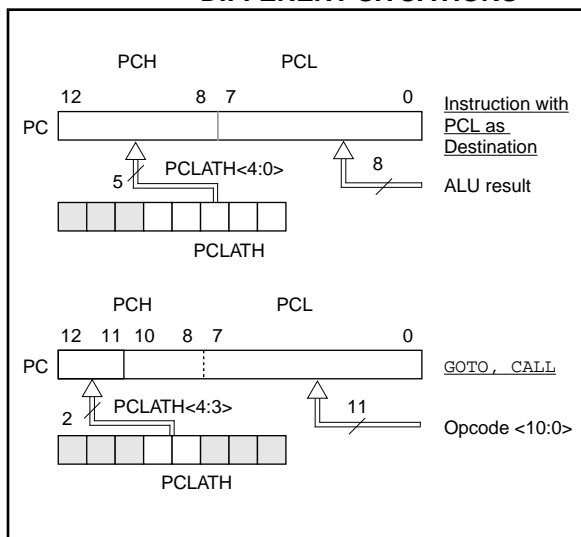 DIFFERENT SITUATIONS
PCH PCL
12 8 7 0
PC
Instruction with
PCL as
Destination
5 PCLATH<4:0> 8
ALU result
PCLATH
PCH PCL
12 11 10 8 7 0
PC GOTO, CALL
2 PCLATH<4:3> 11
Opcode <10:0>
PCLATH